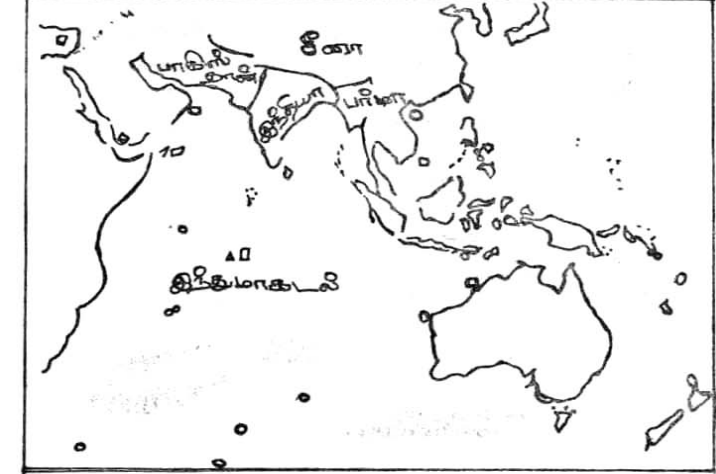 சீனா
பாகிஸ்
தான்
இந்தியா
பர்மா
இந்துமாகடல்